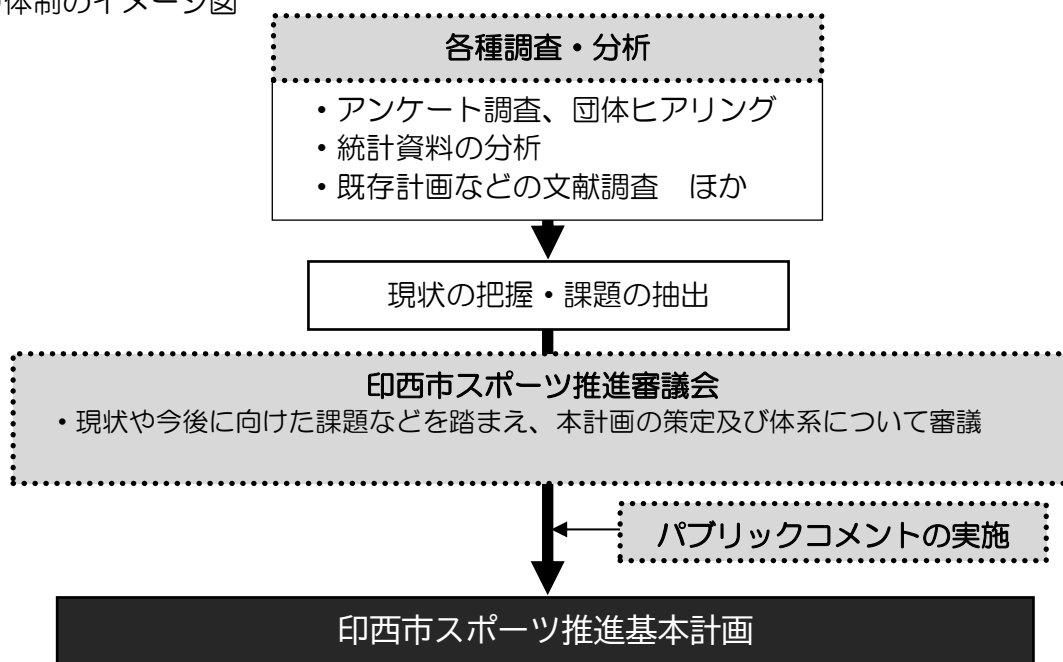 体制のイメージ図
各種調査・分析
・アンケート調査、団体ヒアリング
・統計資料の分析
・既存計画などの文献調査　ほか
現状の把握・課題の抽出
印西市スポーツ推進審議会
・現状や今後に向けた課題などを踏まえ、本計画の策定及び体系について審議
パブリックコメントの実施
印西市スポーツ推進基本計画